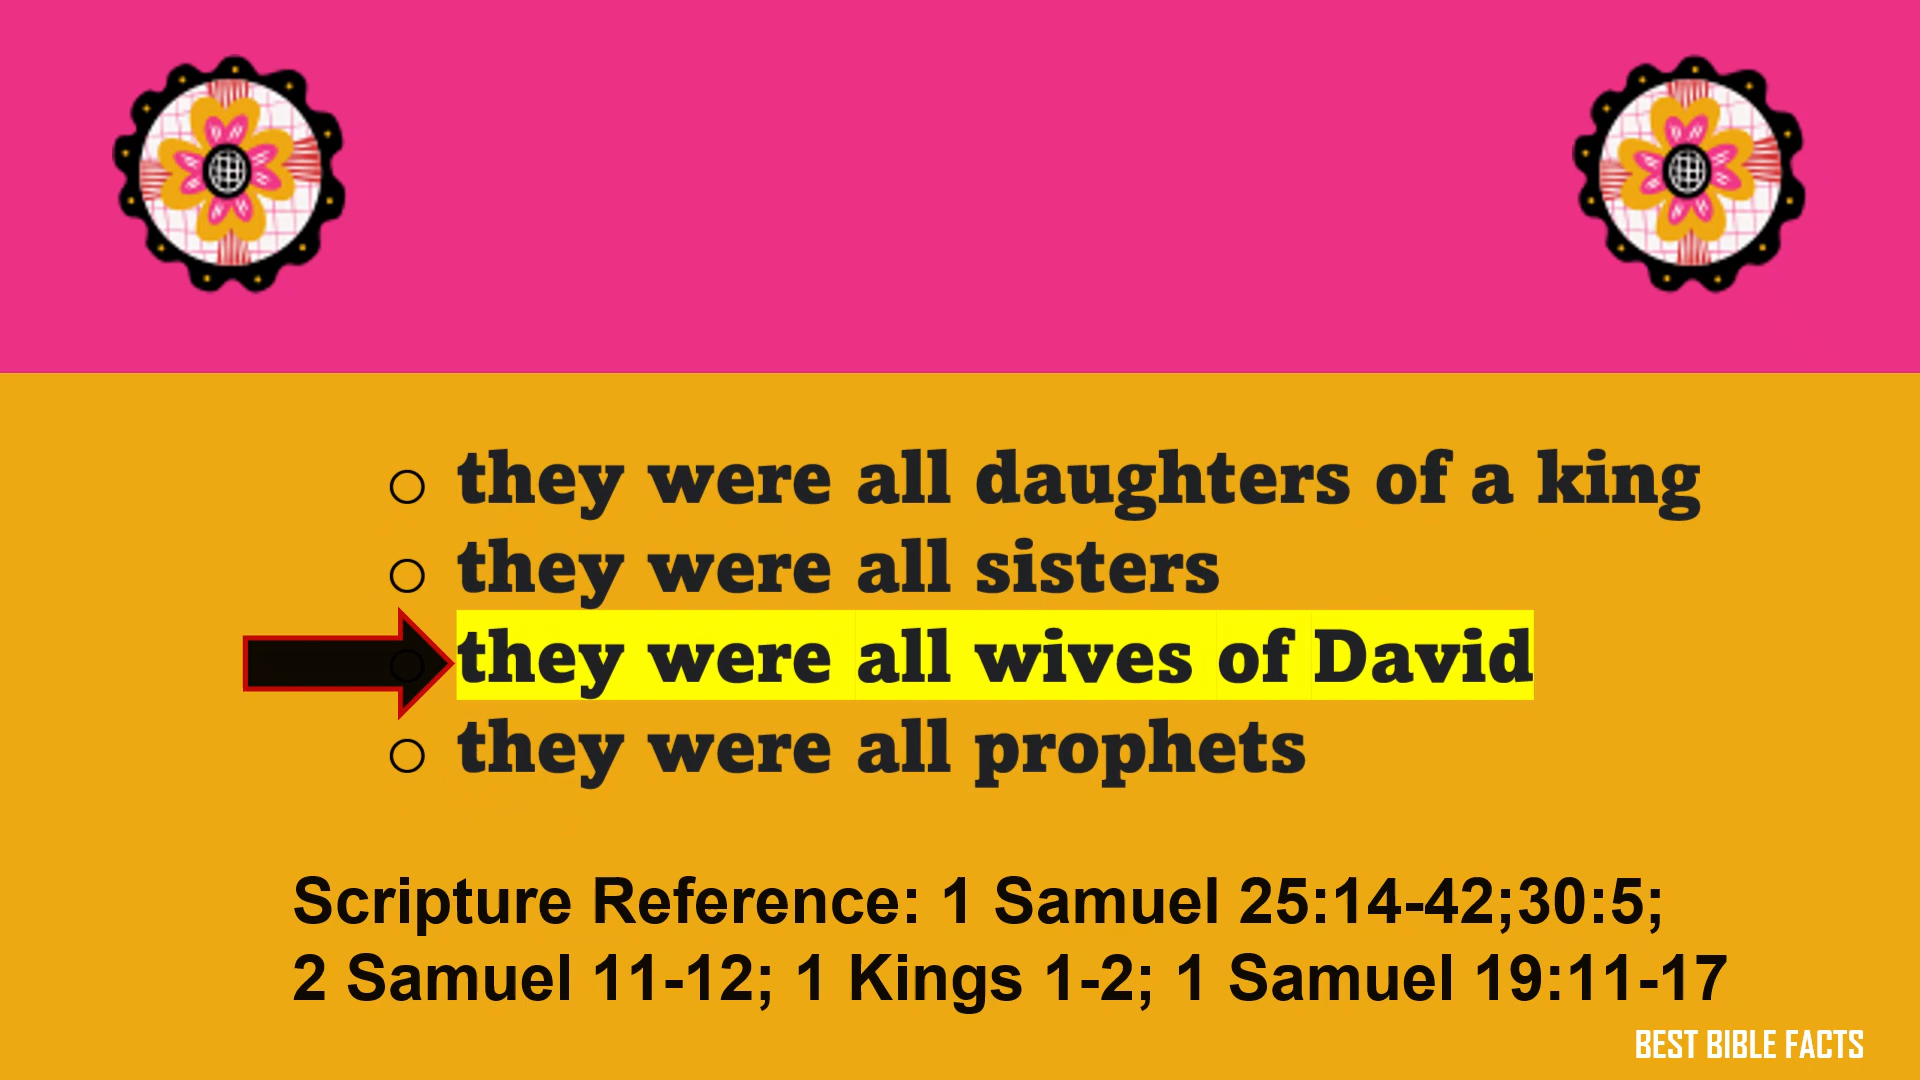 they were all daughters of a king
they were all sisters
they were all wives of David
they were all prophets
Scripture Reference: 1 Samuel 25:14-42;30:5;
2 Samuel 11-12; 1 Kings 1-2; 1 Samuel 19:11-17
BEST BIBLE FACTS